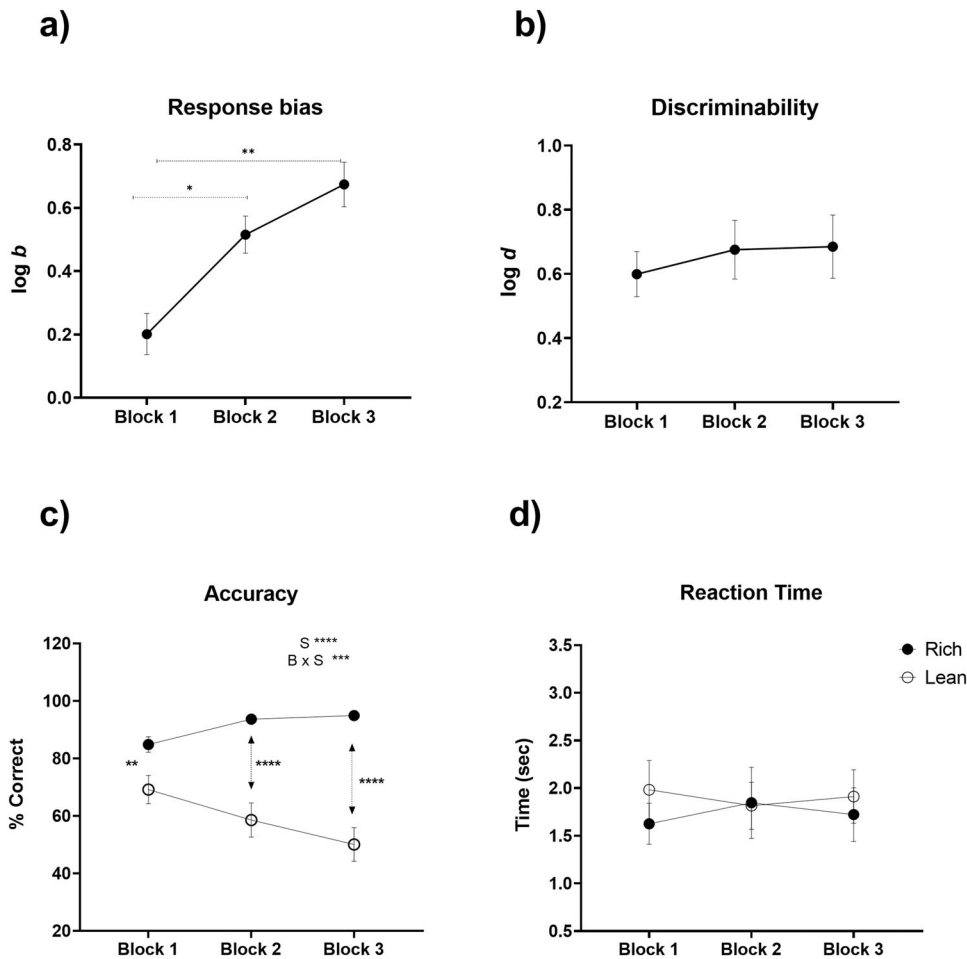 a)
Response bias
0.8
0.6
0.4
0.2
0.0
log b
**
*
Block 1 Block 2 Block 3
b)
Discriminability
1.0
0.8
0.6
0.4
0.2
log d
Block 1 Block 2 Block 3
c)
Accuracy
120
100
80
60
40
20
% Correct
S ****
B x S ***
**
****
****
Block 1 Block 2 Block 3
d)
Reaction Time
3.5
3.0
2.5
2.0
1.5
1.0
0.5
Time (sec)
Block 1 Block 2 Block 3
Rich
Lean